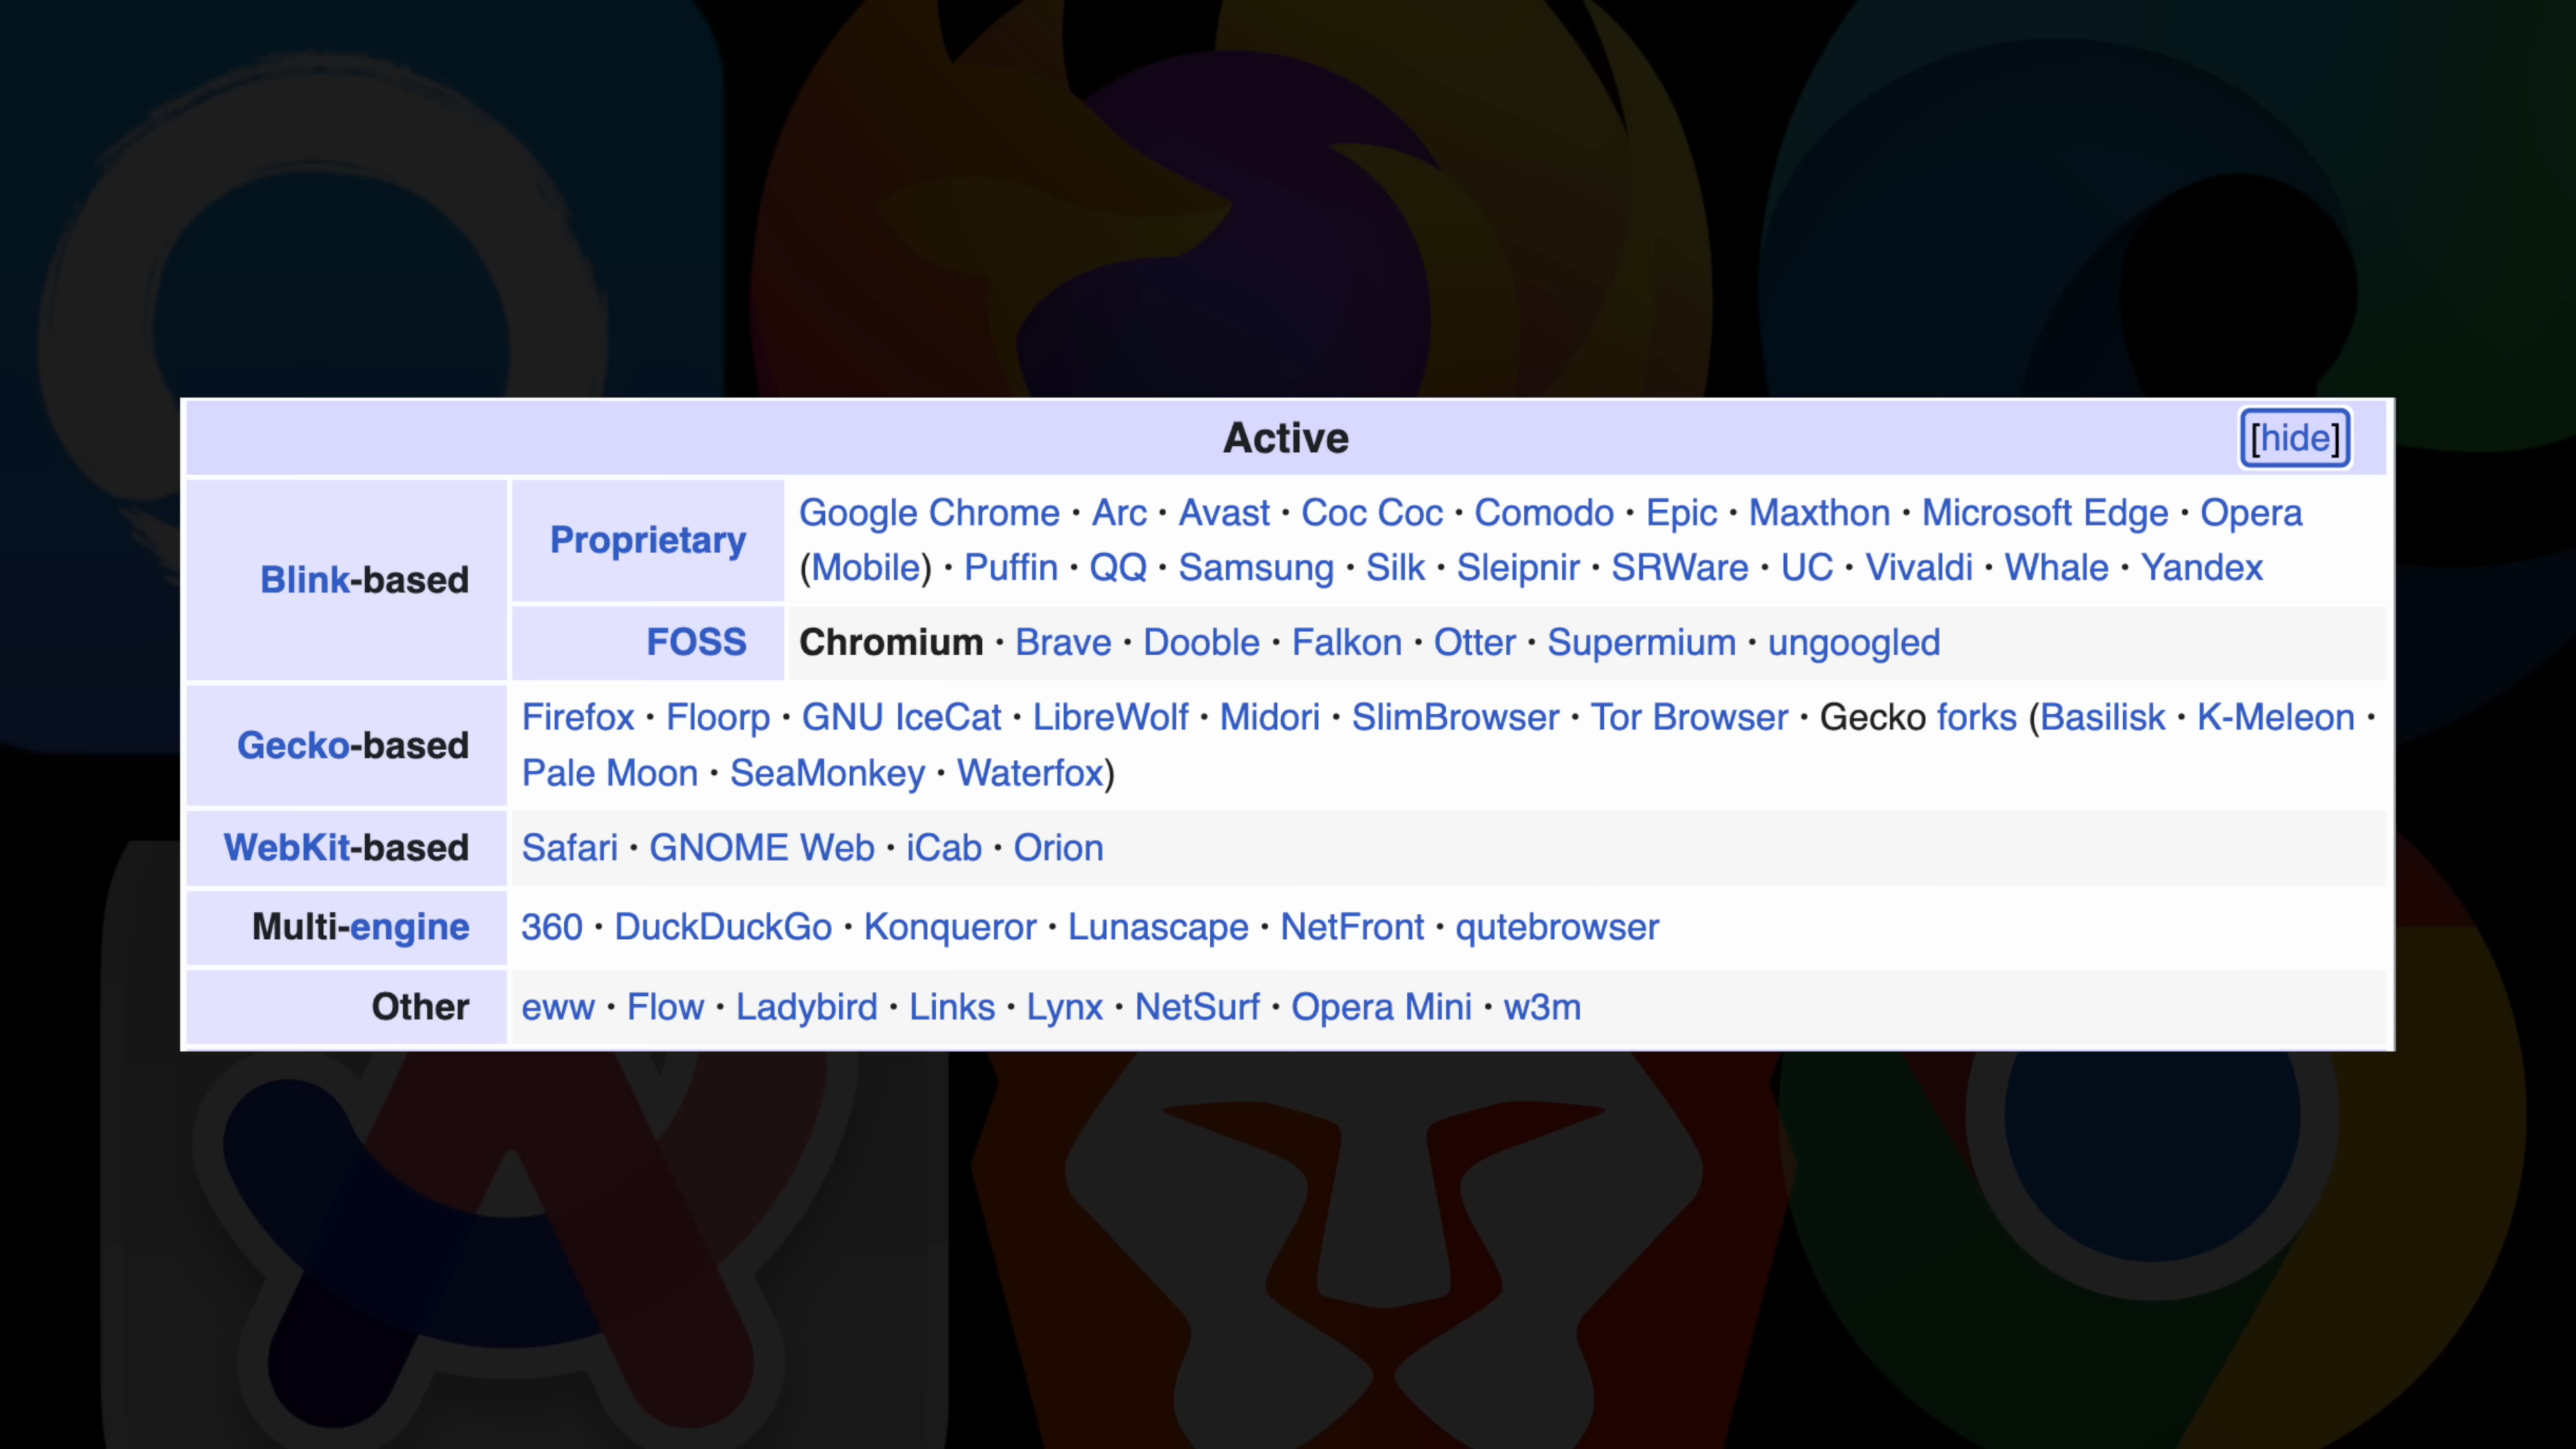 Active [hide]
Blink-based
Proprietary
Google Chrome · Arc · Avast · Coc Coc · Comodo · Epic · Maxthon · Microsoft Edge · Opera
(Mobile) · Puffin · QQ · Samsung · Silk · Sleipnir · SRWare · UC · Vivaldi · Whale · Yandex
FOSS
Chromium · Brave · Dooble · Falkon · Otter · Supermium · ungoogled
Gecko-based
Firefox · Floorp · GNU IceCat · LibreWolf · Midori · SlimBrowser · Tor Browser · Gecko forks (Basilisk · K-Meleon ·
Pale Moon · SeaMonkey · Waterfox)
WebKit-based
Safari · GNOME Web · iCab · Orion
Multi-engine
360 · DuckDuckGo · Konqueror · Lunascape · NetFront · qutebrowser
Other
eww · Flow · Ladybird · Links · Lynx · NetSurf · Opera Mini · w3m